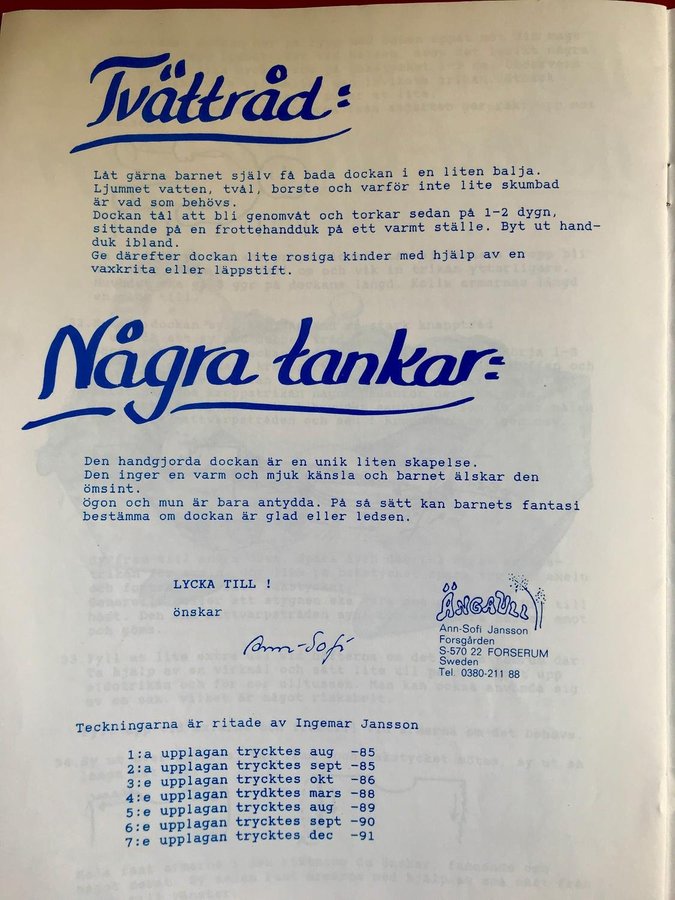 Tvättråd:
Låt gärna barnet själv få bada dockan i en liten balja.
Ljummet vatten, tvål, borste och varför inte lite skumbad
är vad som behövs.
Dockan tål att bli genomvåt och torkar sedan på 1-2 dygn,
sittande på en frottehandduk på ett varmt ställe. Byt ut hand-
duk ibland.
Ge därefter dockan lite rosiga kinder med hjälp av en
vaxkrita eller läppstift.
Några tankar:
Den handgjorda dockan är en unik liten skapelse.
Den inger en varm och mjuk känsla och barnet älskar den
ömsint.
Ögon och mun är bara antydda. På så sätt kan barnets fantasi
bestämma om dockan är glad eller ledsen.
LYCKA TILL !
önskar
Ann-Sofi
ÄNGAULL
Ann-Sofi Jansson
Forsgården
S-570 22 FORSERUM
Sweden
Tel. 0380-211 88
Teckningarna är ritade av Ingemar Jansson
1:a upplagan trycktes aug -85
2:a upplagan trycktes sept -85
3:e upplagan trycktes okt -86
4:e upplagan trydktes mars -88
5:e upplagan trycktes aug -89
6:e upplagan trycktes sept -90
7:e upplagan trycktes dec -91